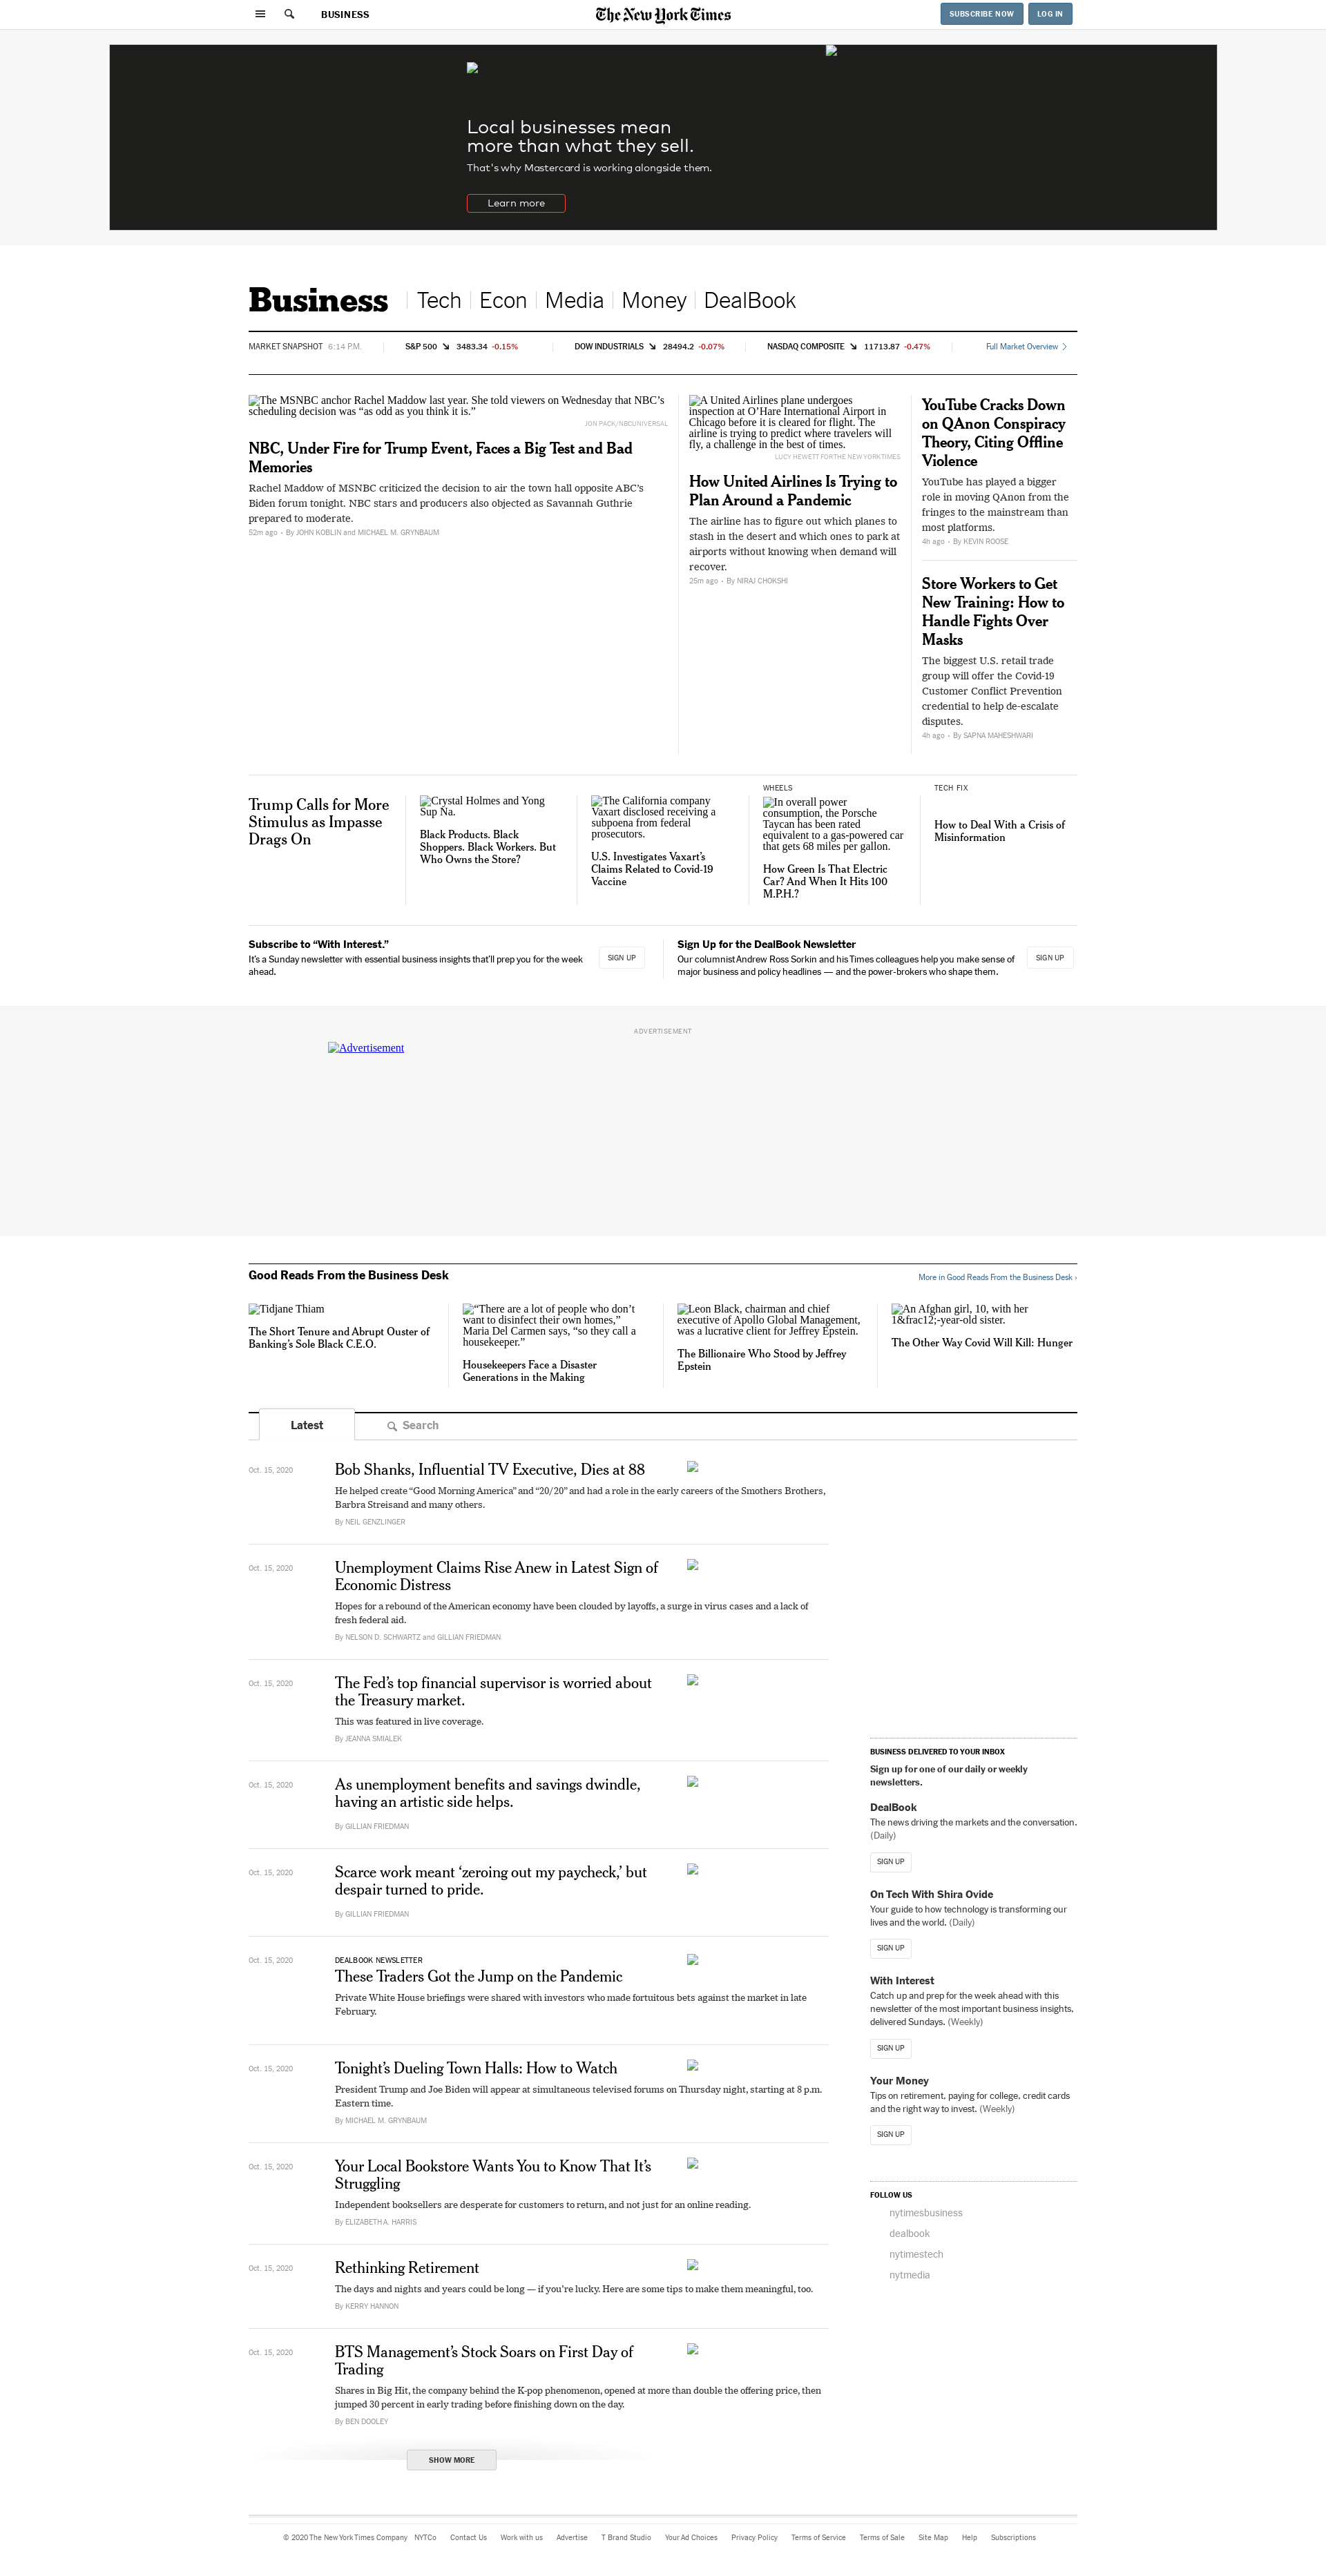 BUSINESS
The New York Times
SUBSCRIBE NOW
LOG IN
Local businesses mean
more than what they sell.
That's why Mastercard is working alongside them.
Learn more
Business
Tech
Econ
Media
Money
DealBook
MARKET SNAPSHOT 6:14 P.M.
S&P 500 3483.34 -0.15%
DOW INDUSTRIALS 28494.2 -0.07%
NASDAQ COMPOSITE 11713.87 -0.47%
Full Market Overview
The MSNBC anchor Rachel Maddow last year. She told viewers on Wednesday that NBC’s
scheduling decision was “as odd as you think it is.”
JON PACK/NBCUNIVERSAL
NBC, Under Fire for Trump Event, Faces a Big Test and Bad
Memories
Rachel Maddow of MSNBC criticized the decision to air the town hall opposite ABC’s
Biden forum tonight. NBC stars and producers also objected as Savannah Guthrie
prepared to moderate.
52m ago • By JOHN KOBLIN and MICHAEL M. GRYNBAUM
A United Airlines plane undergoes
inspection at O’Hare International Airport in
Chicago before it is cleared for flight. The
airline is trying to predict where travelers will
fly, a challenge in the best of times.
LUCY HEWETT FOR THE NEW YORK TIMES
How United Airlines Is Trying to
Plan Around a Pandemic
The airline has to figure out which planes to
stash in the desert and which ones to park at
airports without knowing when demand will
recover.
25m ago • By NIRAJ CHOKSHI
YouTube Cracks Down
on QAnon Conspiracy
Theory, Citing Offline
Violence
YouTube has played a bigger
role in moving QAnon from the
fringes to the mainstream than
most platforms.
4h ago • By KEVIN ROOSE
Store Workers to Get
New Training: How to
Handle Fights Over
Masks
The biggest U.S. retail trade
group will offer the Covid-19
Customer Conflict Prevention
credential to help de-escalate
disputes.
4h ago • By SAPNA MAHESHWARI
Trump Calls for More
Stimulus as Impasse
Drags On
Crystal Holmes and Yong
Sup Na.
Black Products. Black
Shoppers. Black Workers. But
Who Owns the Store?
The California company
Vaxart disclosed receiving a
subpoena from federal
prosecutors.
U.S. Investigates Vaxart’s
Claims Related to Covid-19
Vaccine
WHEELS
In overall power
consumption, the Porsche
Taycan has been rated
equivalent to a gas-powered car
that gets 68 miles per gallon.
How Green Is That Electric
Car? And When It Hits 100
M.P.H.?
TECH FIX
How to Deal With a Crisis of
Misinformation
Subscribe to “With Interest.”
It’s a Sunday newsletter with essential business insights that’ll prep you for the week
ahead.
SIGN UP
Sign Up for the DealBook Newsletter
Our columnist Andrew Ross Sorkin and his Times colleagues help you make sense of
major business and policy headlines — and the power-brokers who shape them.
SIGN UP
ADVERTISEMENT
Advertisement
Good Reads From the Business Desk
More in Good Reads From the Business Desk ›
Tidjane Thiam
The Short Tenure and Abrupt Ouster of
Banking’s Sole Black C.E.O.
“There are a lot of people who don’t
want to disinfect their own homes,”
Maria Del Carmen says, “so they call a
housekeeper.”
Housekeepers Face a Disaster
Generations in the Making
Leon Black, chairman and chief
executive of Apollo Global Management,
was a lucrative client for Jeffrey Epstein.
The Billionaire Who Stood by Jeffrey
Epstein
An Afghan girl, 10, with her
1&frac12;-year-old sister.
The Other Way Covid Will Kill: Hunger
Latest
Search
Oct. 15, 2020
Bob Shanks, Influential TV Executive, Dies at 88
He helped create “Good Morning America” and “20/20” and had a role in the early careers of the Smothers Brothers,
Barbra Streisand and many others.
By NEIL GENZLINGER
Oct. 15, 2020
Unemployment Claims Rise Anew in Latest Sign of
Economic Distress
Hopes for a rebound of the American economy have been clouded by layoffs, a surge in virus cases and a lack of
fresh federal aid.
By NELSON D. SCHWARTZ and GILLIAN FRIEDMAN
Oct. 15, 2020
The Fed’s top financial supervisor is worried about
the Treasury market.
This was featured in live coverage.
By JEANNA SMIALEK
Oct. 15, 2020
As unemployment benefits and savings dwindle,
having an artistic side helps.
By GILLIAN FRIEDMAN
Oct. 15, 2020
Scarce work meant ‘zeroing out my paycheck,’ but
despair turned to pride.
By GILLIAN FRIEDMAN
Oct. 15, 2020
DEALBOOK NEWSLETTER
These Traders Got the Jump on the Pandemic
Private White House briefings were shared with investors who made fortuitous bets against the market in late
February.
Oct. 15, 2020
Tonight’s Dueling Town Halls: How to Watch
President Trump and Joe Biden will appear at simultaneous televised forums on Thursday night, starting at 8 p.m.
Eastern time.
By MICHAEL M. GRYNBAUM
Oct. 15, 2020
Your Local Bookstore Wants You to Know That It’s
Struggling
Independent booksellers are desperate for customers to return, and not just for an online reading.
By ELIZABETH A. HARRIS
Oct. 15, 2020
Rethinking Retirement
The days and nights and years could be long — if you’re lucky. Here are some tips to make them meaningful, too.
By KERRY HANNON
Oct. 15, 2020
BTS Management’s Stock Soars on First Day of
Trading
Shares in Big Hit, the company behind the K-pop phenomenon, opened at more than double the offering price, then
jumped 30 percent in early trading before finishing down on the day.
By BEN DOOLEY
SHOW MORE
BUSINESS DELIVERED TO YOUR INBOX
Sign up for one of our daily or weekly
newsletters.
DealBook
The news driving the markets and the conversation.
(Daily)
SIGN UP
On Tech With Shira Ovide
Your guide to how technology is transforming our
lives and the world. (Daily)
SIGN UP
With Interest
Catch up and prep for the week ahead with this
newsletter of the most important business insights,
delivered Sundays. (Weekly)
SIGN UP
Your Money
Tips on retirement, paying for college, credit cards
and the right way to invest. (Weekly)
SIGN UP
FOLLOW US
nytimesbusiness
dealbook
nytimestech
nytmedia
© 2020 The New York Times Company NYTCo Contact Us Work with us Advertise T Brand Studio Your Ad Choices Privacy Policy Terms of Service Terms of Sale Site Map Help Subscriptions